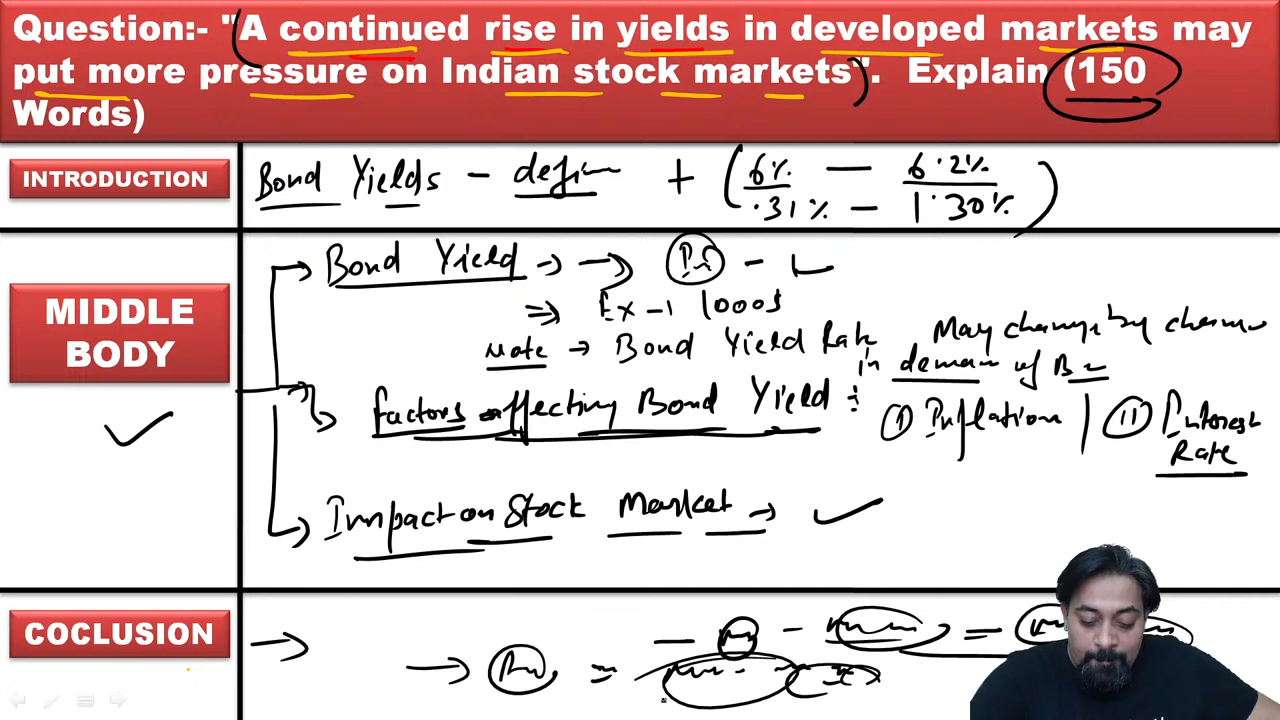 Question:- "A continued rise in yields in developed markets may
put more pressure on Indian stock markets". Explain (150
Words)
INTRODUCTION
Bond Yields - define + (6% — 6.2%
.31% — 1.30%)
MIDDLE
BODY
Bond Yield → →
⇒ Ex-1 1000$
Note → Bond Yield Rate May change by change
in demand of
Factors affecting Bond Yield : (I) Inflation | (II) Interest
Rate
Impact on Stock Market →
COCLUSION